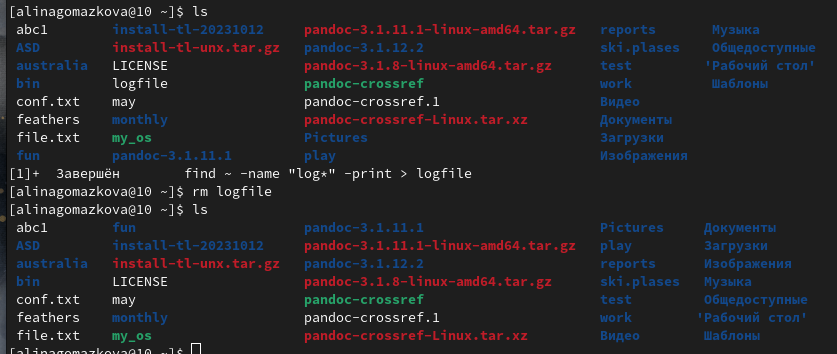 [alinagomazkova@10 ~]$ ls
abc1 install-tl-20231012 pandoc-3.1.11.1-linux-amd64.tar.gz reports Музыка
ASD install-tl-unx.tar.gz pandoc-3.1.12.2 ski.plases Общедоступные
australia LICENSE pandoc-3.1.8-linux-amd64.tar.gz test 'Рабочий стол'
bin logfile pandoc-crossref work Шаблоны
conf.txt may pandoc-crossref.1 Видео
feathers monthly pandoc-crossref-Linux.tar.xz Документы
file.txt my_os Pictures Загрузки
fun pandoc-3.1.11.1 play Изображения
[1]+ Завершён find ~ -name "log*" -print > logfile
[alinagomazkova@10 ~]$ rm logfile
[alinagomazkova@10 ~]$ ls
abc1 fun pandoc-3.1.11.1 Pictures Документы
ASD install-tl-20231012 pandoc-3.1.11.1-linux-amd64.tar.gz play Загрузки
australia install-tl-unx.tar.gz pandoc-3.1.12.2 reports Изображения
bin LICENSE pandoc-3.1.8-linux-amd64.tar.gz ski.plases Музыка
conf.txt may pandoc-crossref test Общедоступные
feathers monthly pandoc-crossref.1 work 'Рабочий стол'
file.txt my_os pandoc-crossref-Linux.tar.xz Видео Шаблоны
[alinagomazkova@10 ~]$